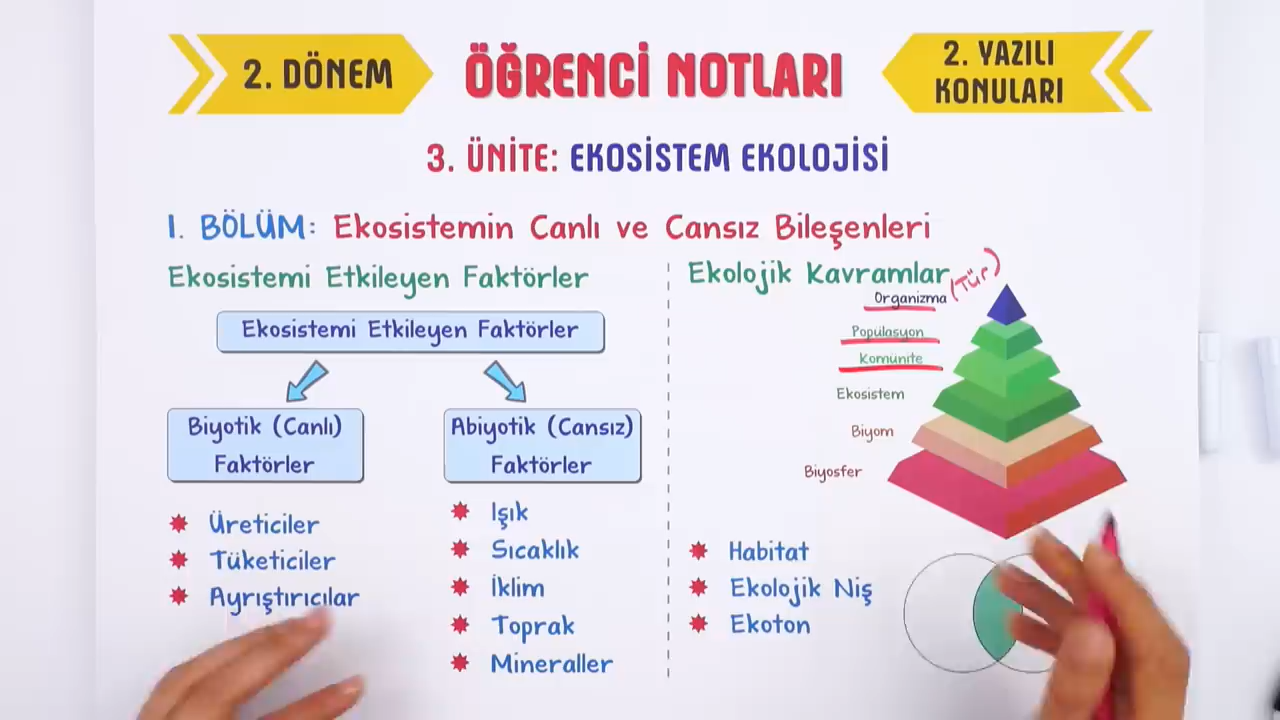 2. DÖNEM
ÖĞRENCİ NOTLARI
2. YAZILI
KONULARI
3. ÜNİTE: EKOSİSTEM EKOLOJİSİ
1. BÖLÜM: Ekosistemin Canlı ve Cansız Bileşenleri
Ekosistemi Etkileyen Faktörler
Ekosistemi Etkileyen Faktörler
Biyotik (Canlı)
Faktörler
Abiyotik (Cansız)
Faktörler
Üreticiler
Tüketiciler
Ayrıştırıcılar
Işık
Sıcaklık
İklim
Toprak
Mineraller
Ekolojik Kavramlar
Organizma (Tür)
Popülasyon
Komünite
Ekosistem
Biyom
Biyosfer
Habitat
Ekolojik Niş
Ekoton